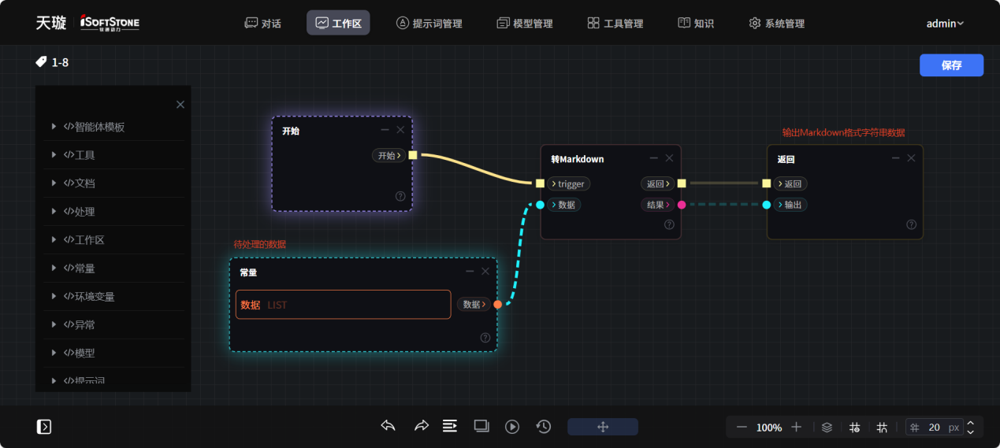 天璇 iSoftStone 对话 工作区 提示词管理 模型管理 工具管理 知识 系统管理 admin
软通动力
1-8 保存
智能体模板
工具
文档
处理
工作区
常量
环境变量
异常
模型
提示词
开始
开始
待处理的数据
常量
数据 LIST 数据
转Markdown
trigger 返回
数据 结果
输出Markdown格式字符串数据
返回
返回
输出
100% 20 px